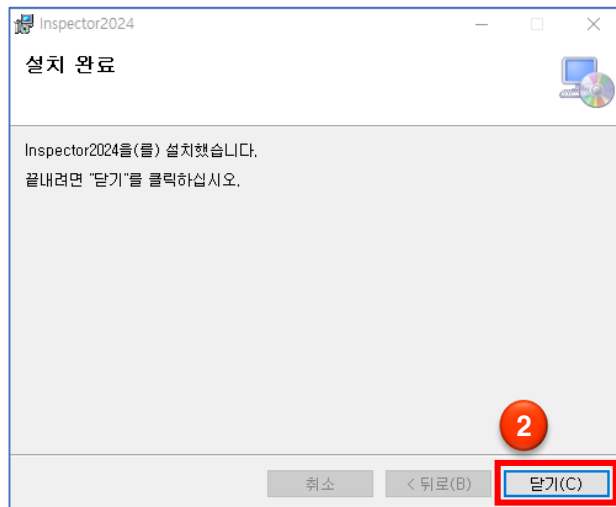 Inspector2024
설치 완료
Inspector2024을(를) 설치했습니다.
끝내려면 "닫기"를 클릭하십시오.
2
취소
< 뒤로(B)
닫기(C)